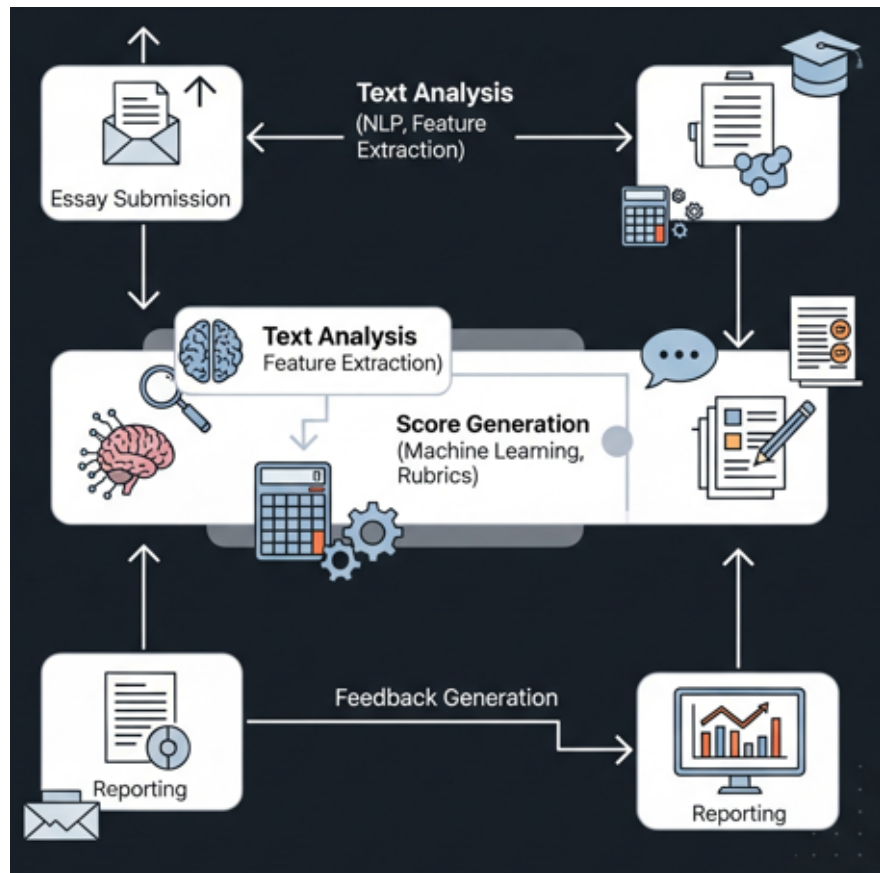 Text Analysis
(NLP, Feature
Extraction)
Essay Submission
Text Analysis
Feature Extraction)
Score Generation
(Machine Learning,
Rubrics)
0
Feedback Generation
Reporting
Reporting